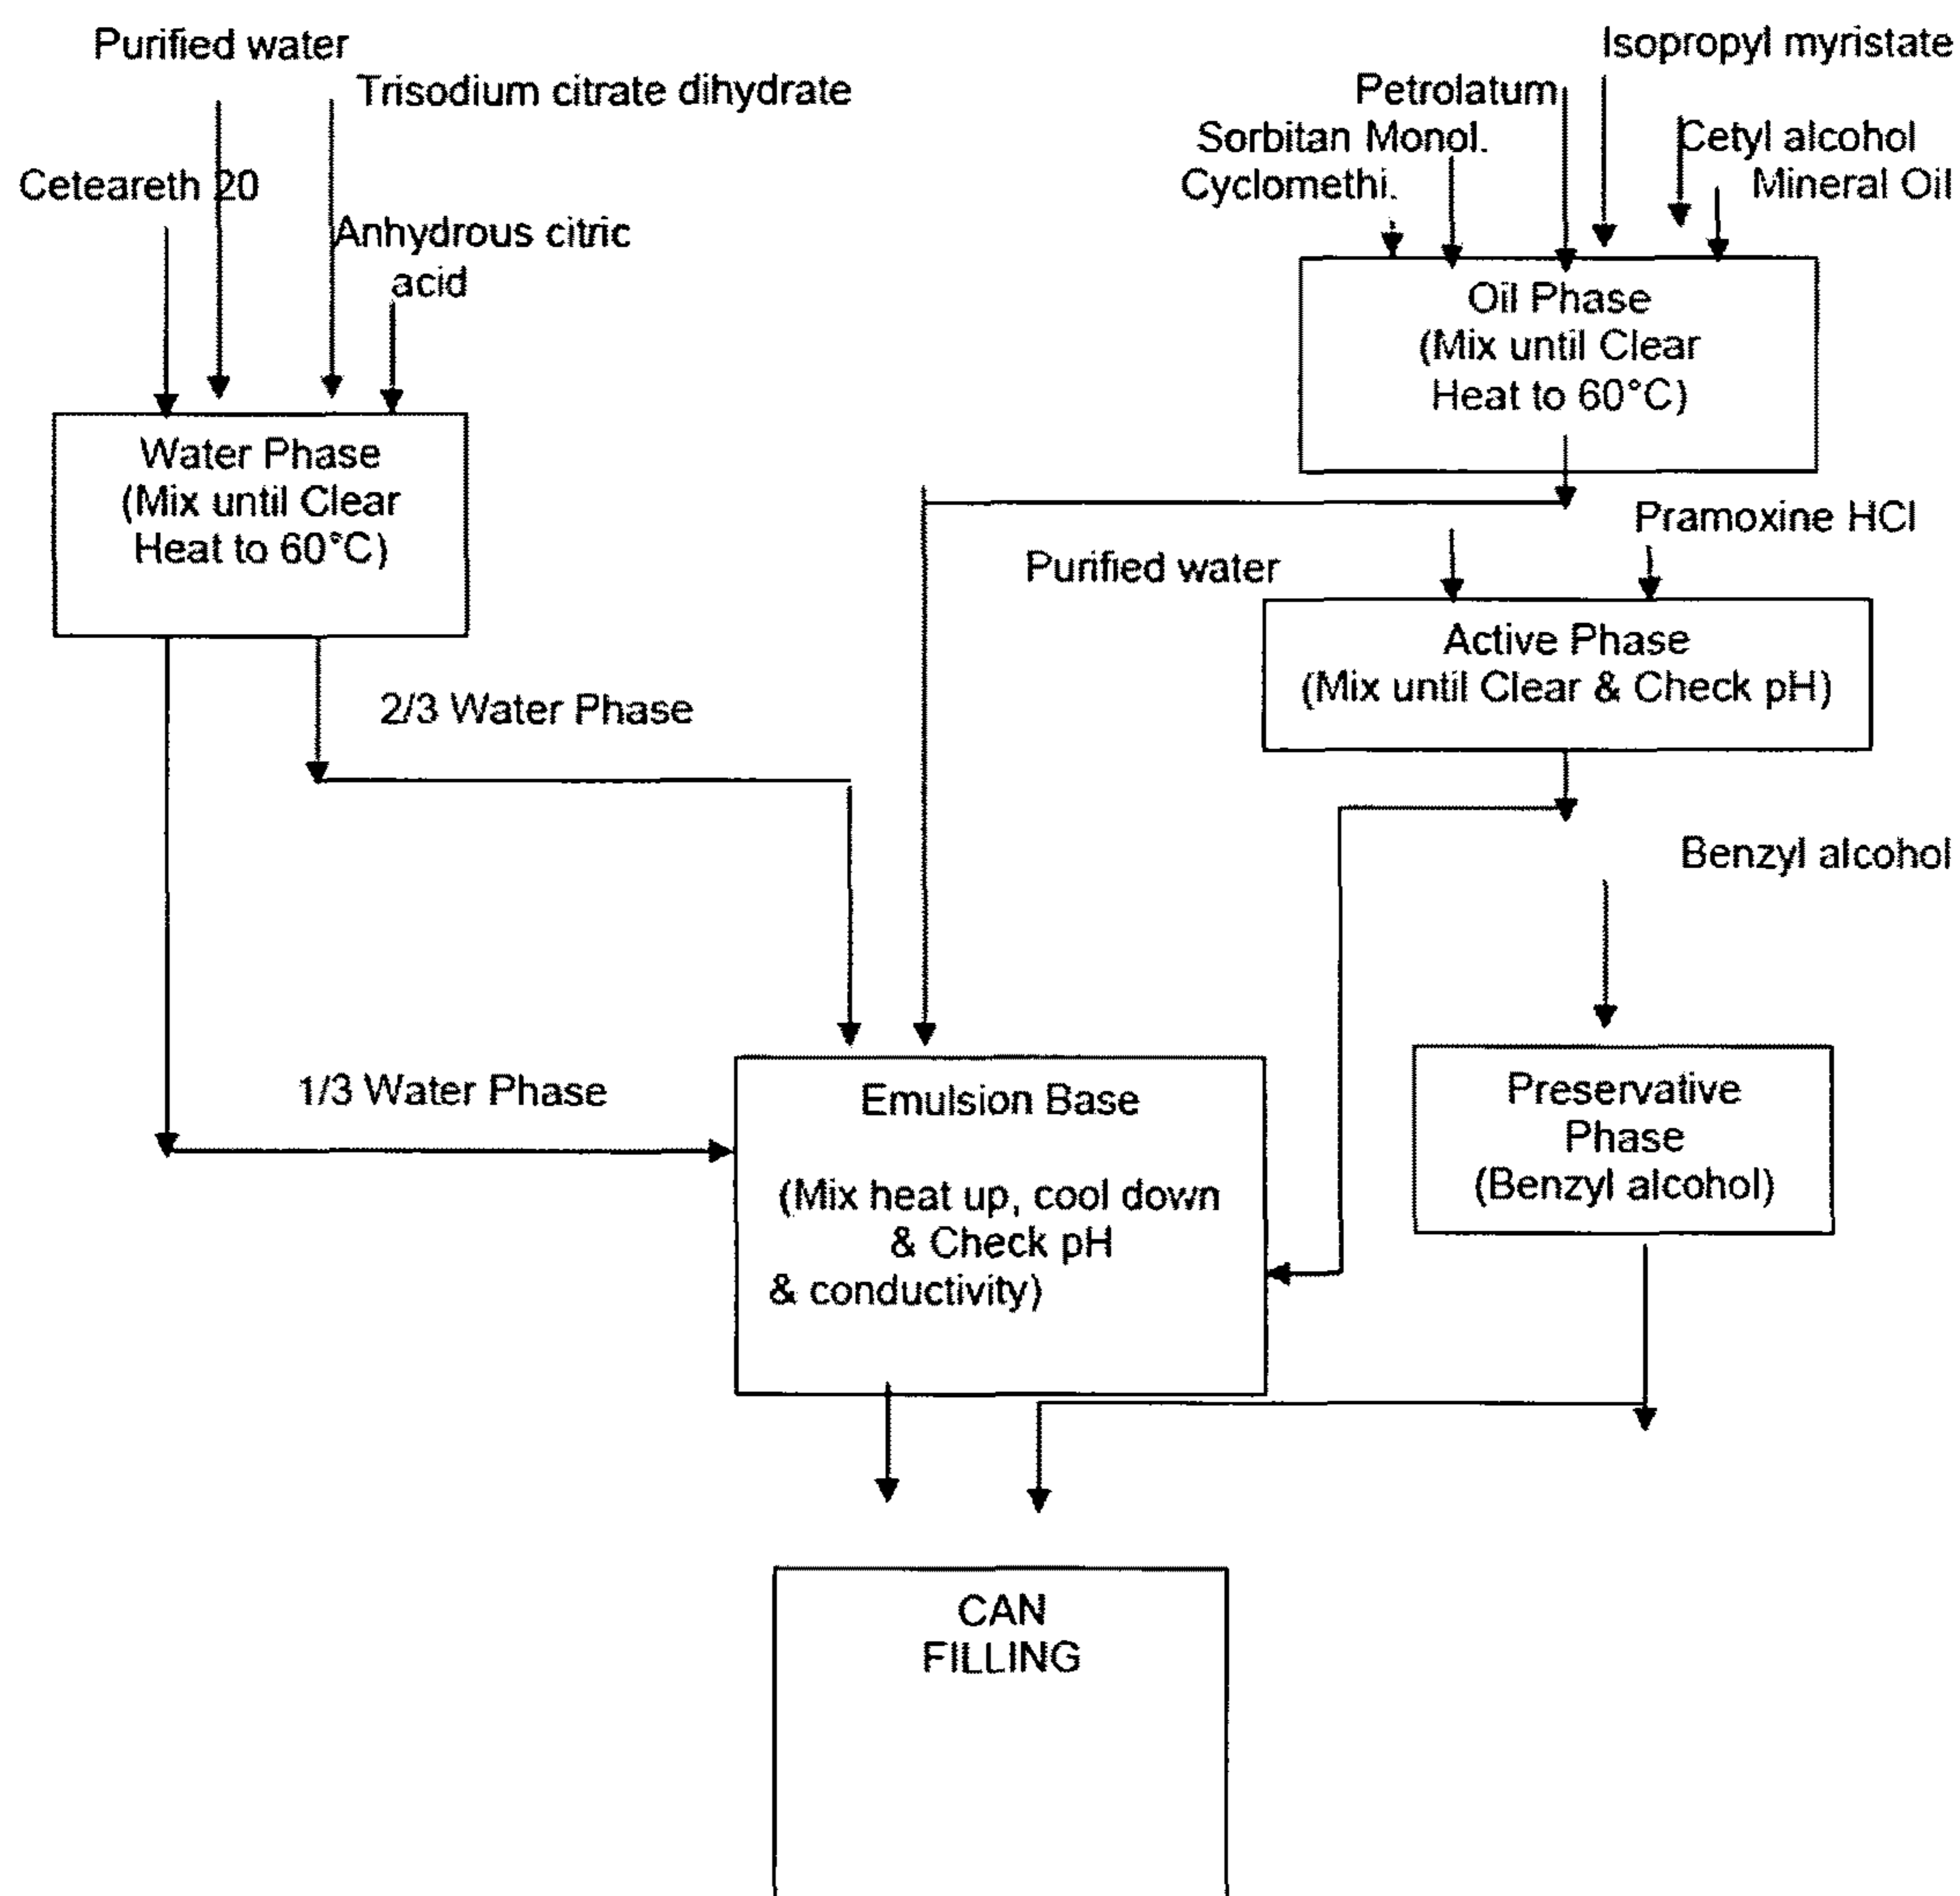 Purified water
Trisodium citrate dihydrate
Ceteareth 20
Anhydrous citric
acid
Isopropyl myristate
Petrolatum
Sorbitan Monol.
Cetyl alcohol
Cyclomethi.
Mineral Oil
Oil Phase
(Mix until Clear
Heat to 60°C)
Water Phase
(Mix until Clear
Heat to 60°C)
Pramoxine HCl
Purified water
Active Phase
(Mix until Clear & Check pH)
2/3 Water Phase
Benzyl alcohol
1/3 Water Phase
Emulsion Base
(Mix heat up, cool down
& Check pH
& conductivity)
Preservative
Phase
(Benzyl alcohol)
CAN
FILLING